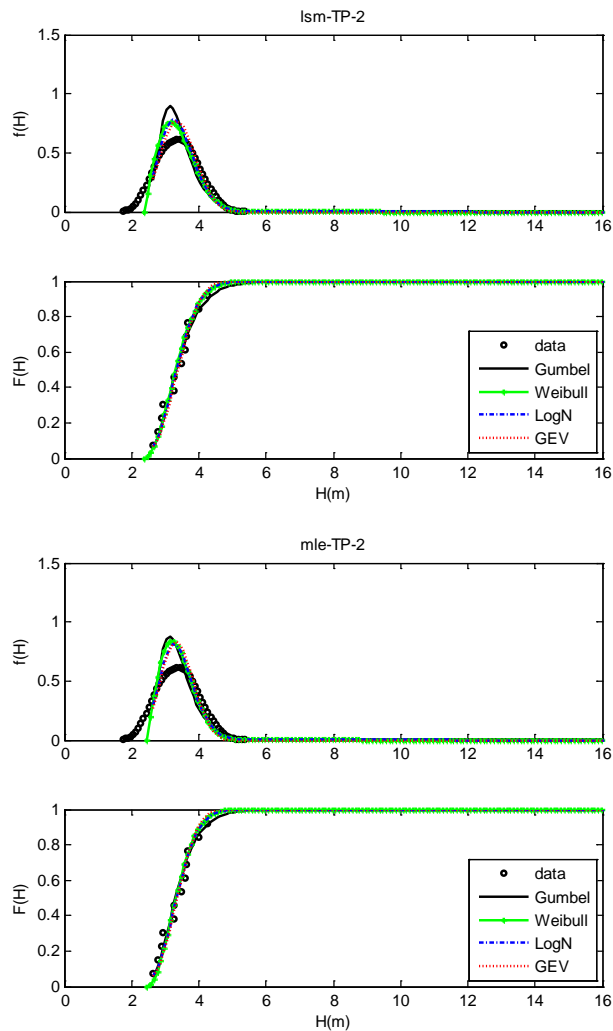 lsm-TP-2
1.5
1
0.5
0
f(H)
0 2 4 6 8 10 12 14 16
1
0.8
0.6
0.4
0.2
0
F(H)
data
Gumbel
Weibull
LogN
GEV
0 2 4 6 8 10 12 14 16
H(m)
mle-TP-2
1.5
1
0.5
0
f(H)
0 2 4 6 8 10 12 14 16
1
0.8
0.6
0.4
0.2
0
F(H)
data
Gumbel
Weibull
LogN
GEV
0 2 4 6 8 10 12 14 16
H(m)